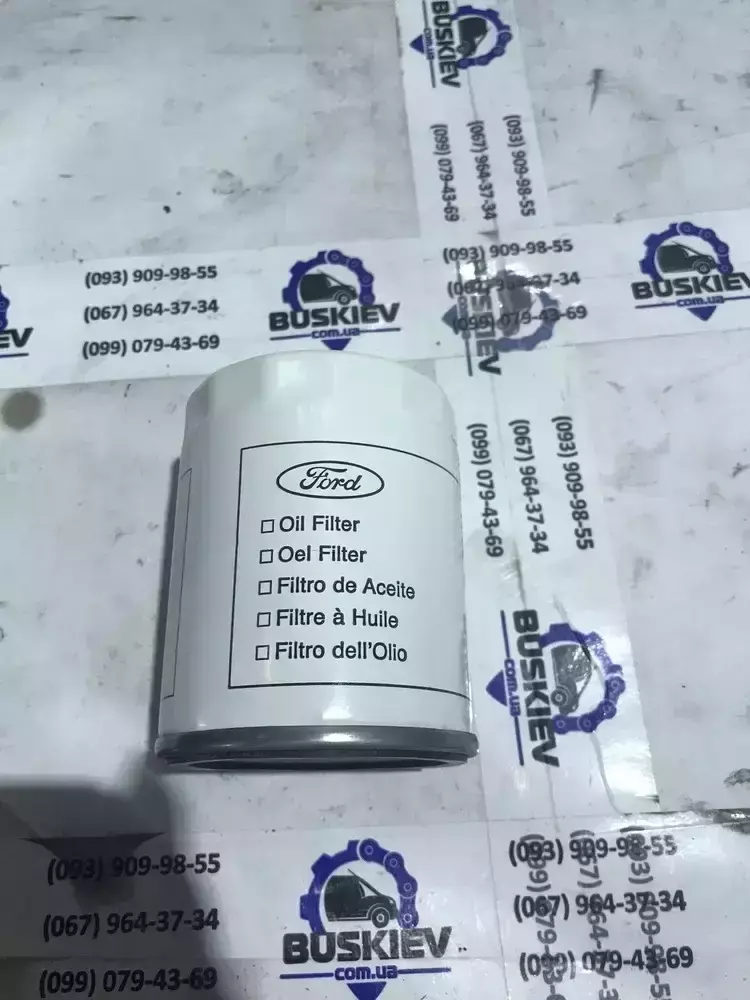 BUSKIEV
com.ua
(093) 909-98-55
(067) 964-37-34
(099) 079-43-69
(093) 909-98-55
(067) 964-37-34
(099) 079-43-69
BUSKIEV
com.ua
(093) 909-98-55
(099) 079-43-69
BUSKIEV
com.ua
Ford
Oil Filter
Oel Filter
Filtro de Aceite
Filtre à Huile
Filtro dell'Olio
(093) 909-98-55
(067) 964-37-34
(099) 079-43-69
BUSKIEV
com.ua
(093) 909-98-55
(067) 964-37-34
(099) 079-43-69
BUSKIEV
com.ua
(093) 909-98-55
(067) 964-37-34
(099) 079-43-69